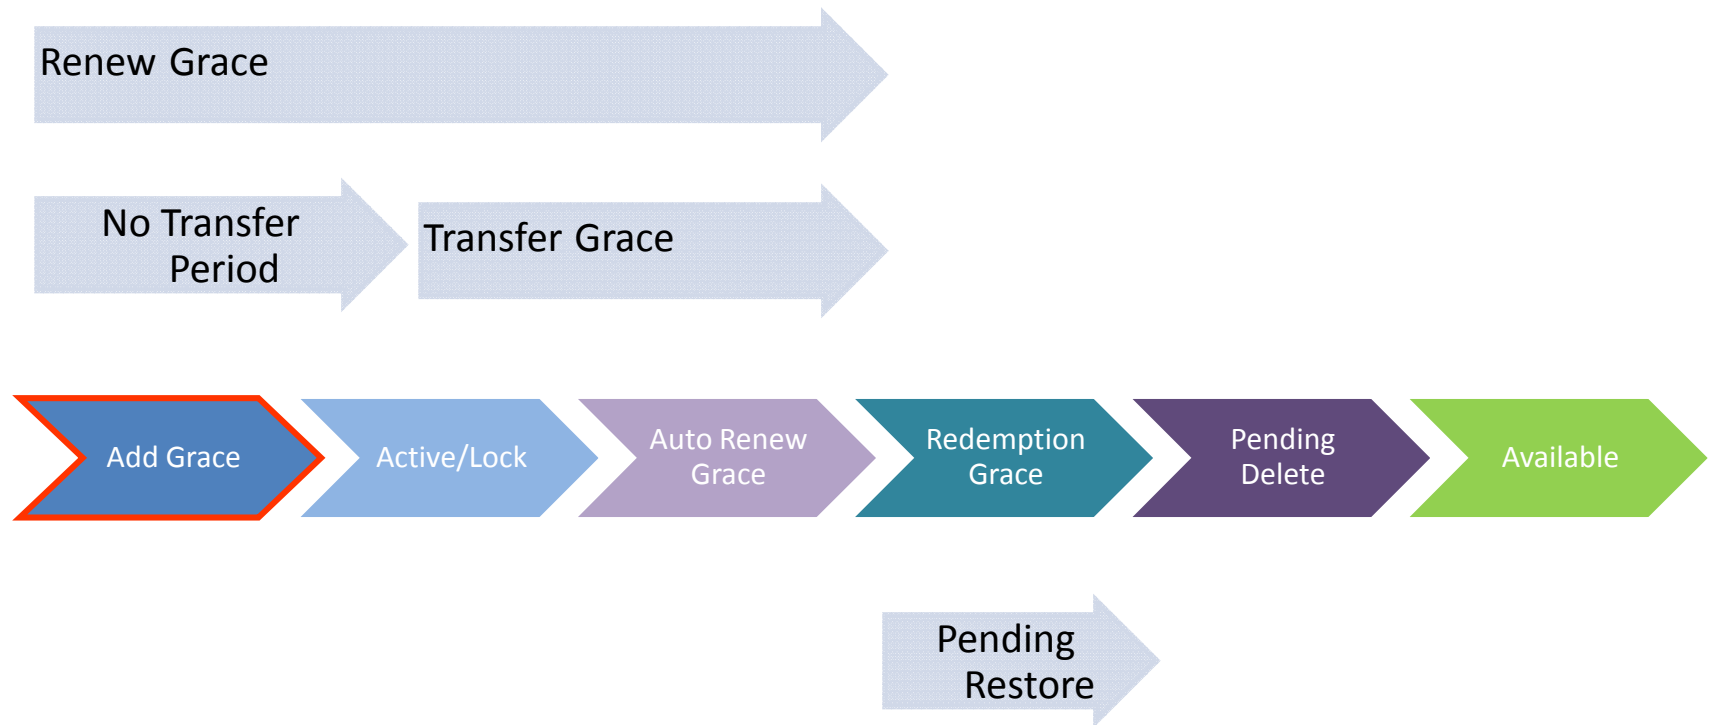 Renew Grace
No Transfer
Period
Transfer Grace
Add Grace
Active/Lock
Auto Renew
Grace
Redemption
Grace
Pending
Delete
Available
Pending
Restore